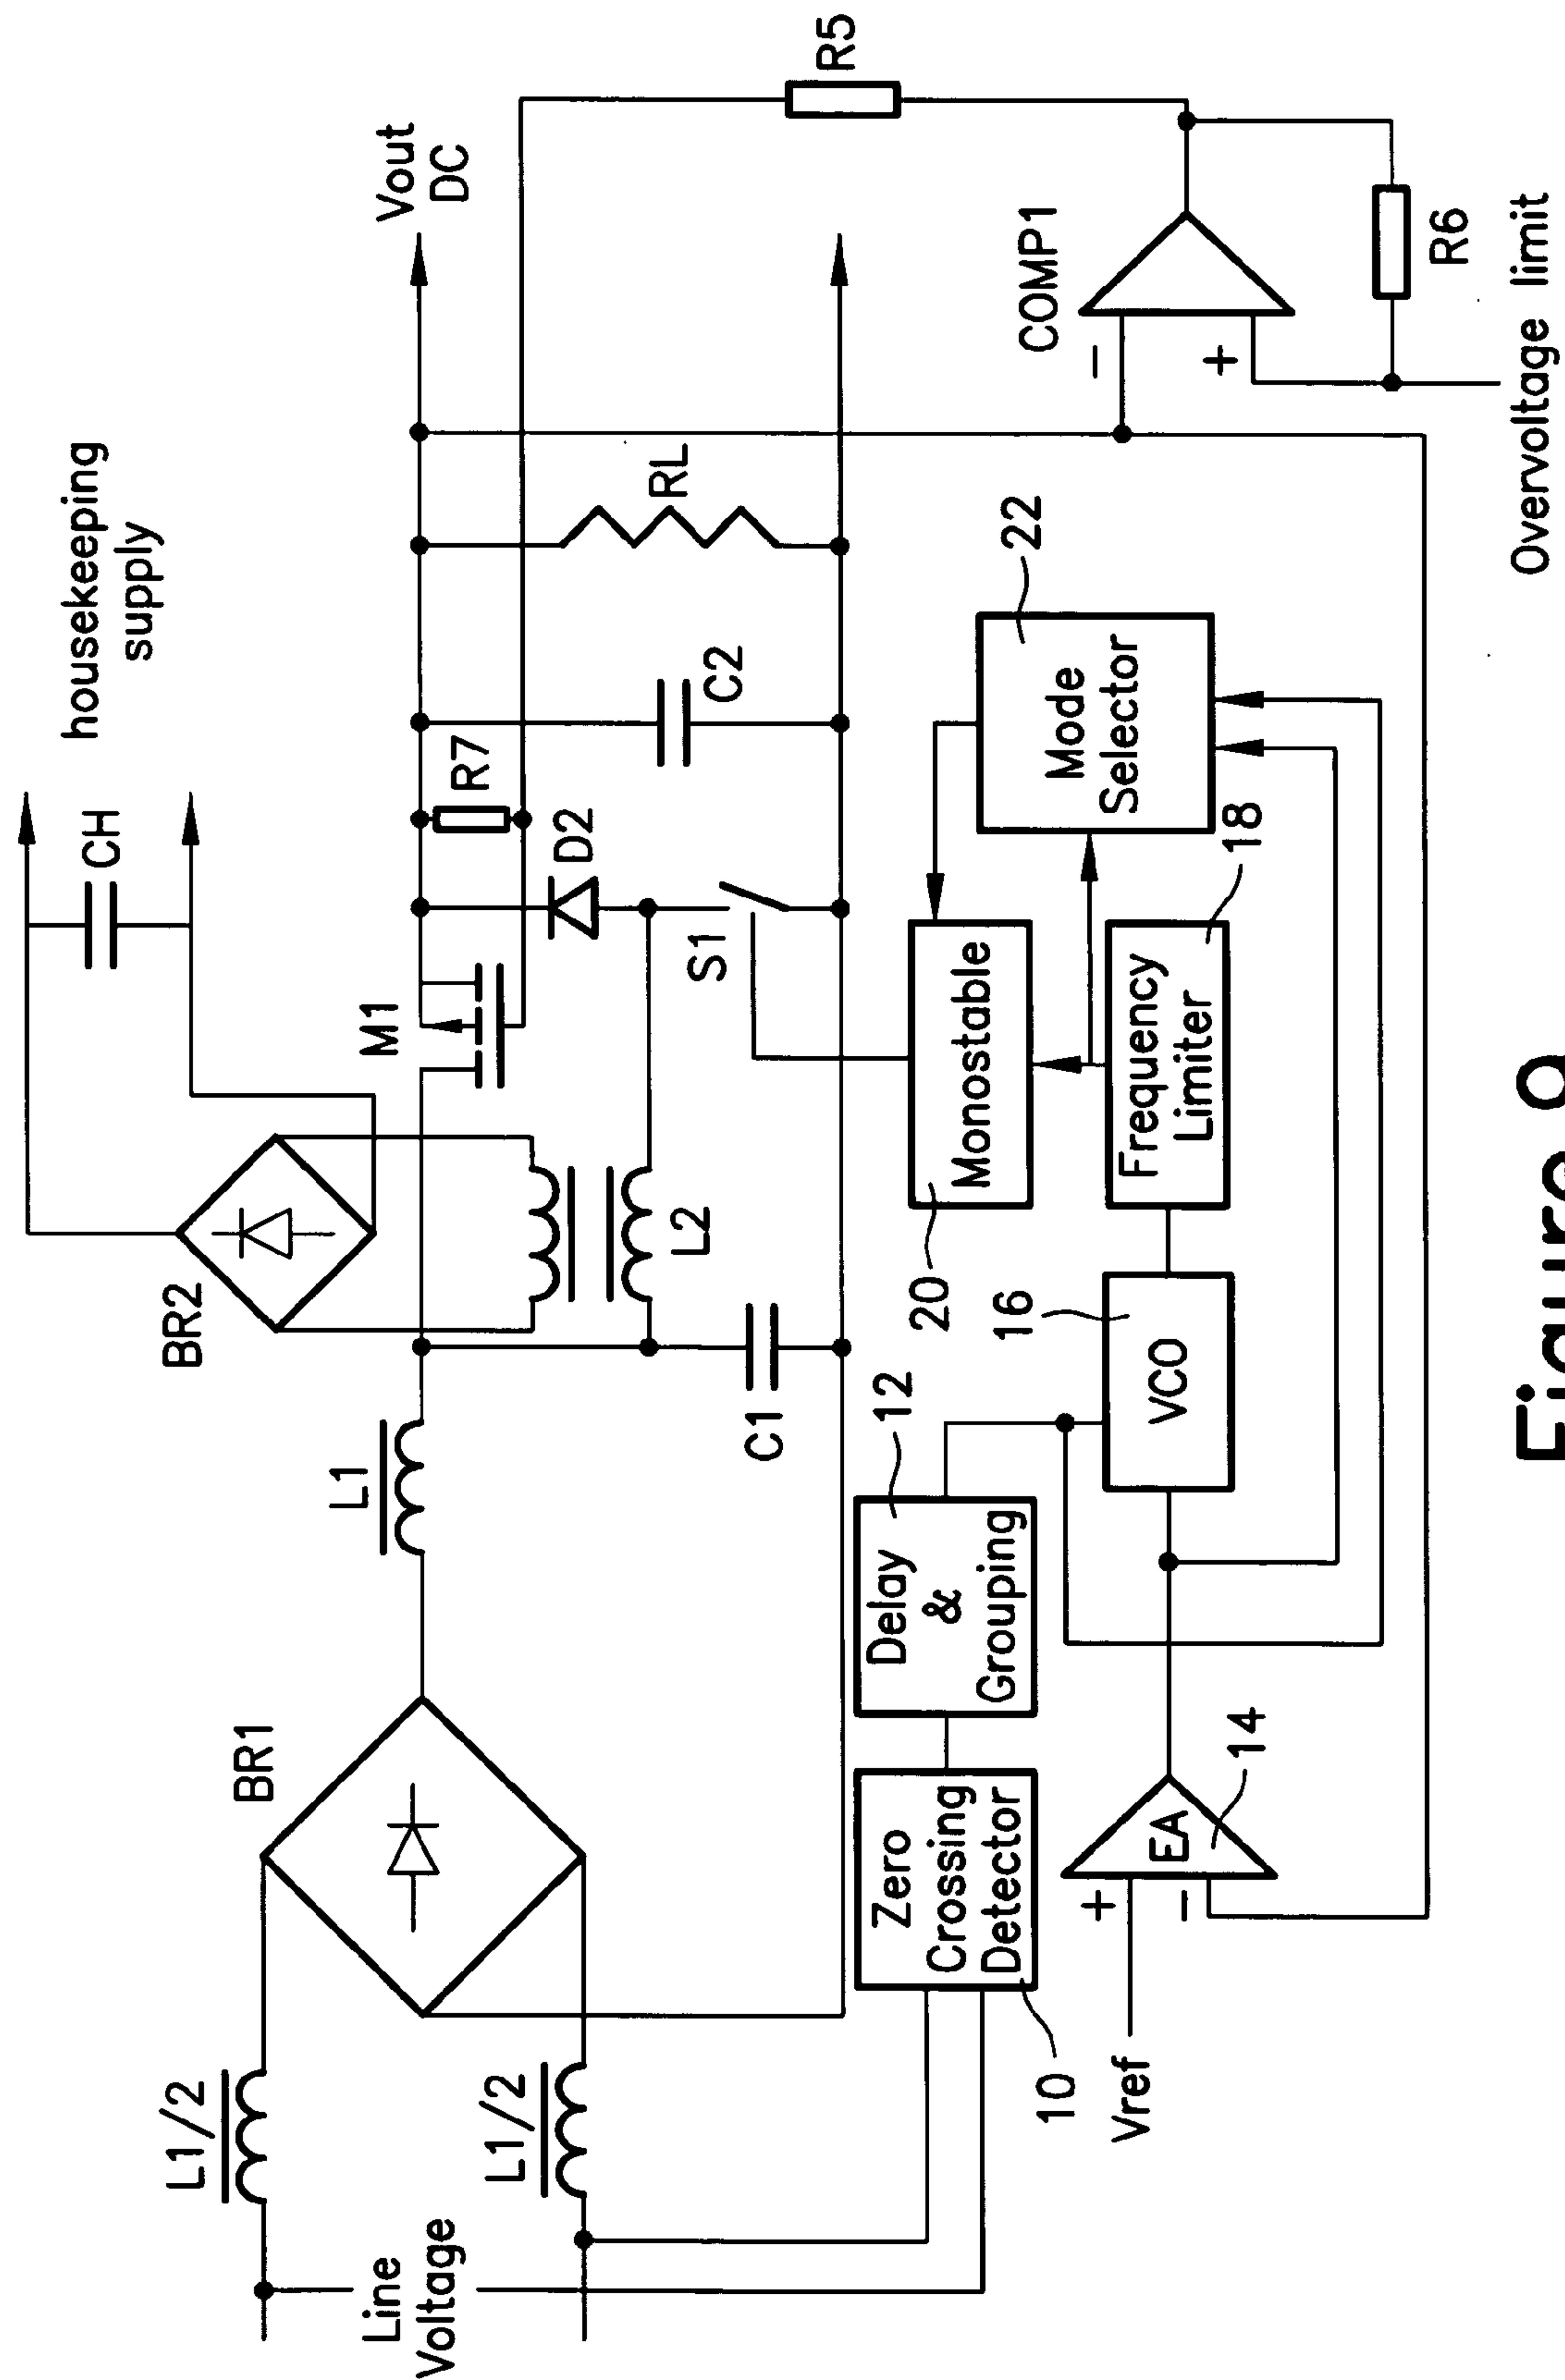 housekeeping
supply
BR2
CH
Vout
DC
L1/2
BR1
L1
M1
R7
D2
C2
RL
R5
L1/2
L2
S1
C1
Line
Voltage
Zero
Crossing
Detector
10
Delay
&
Grouping
12
Monostable
20
Mode
Selector
22
COMP1
-
+
R6
Vref
+
-
EA
14
VCO
16
Frequency
Limiter
18
Overvoltage limit